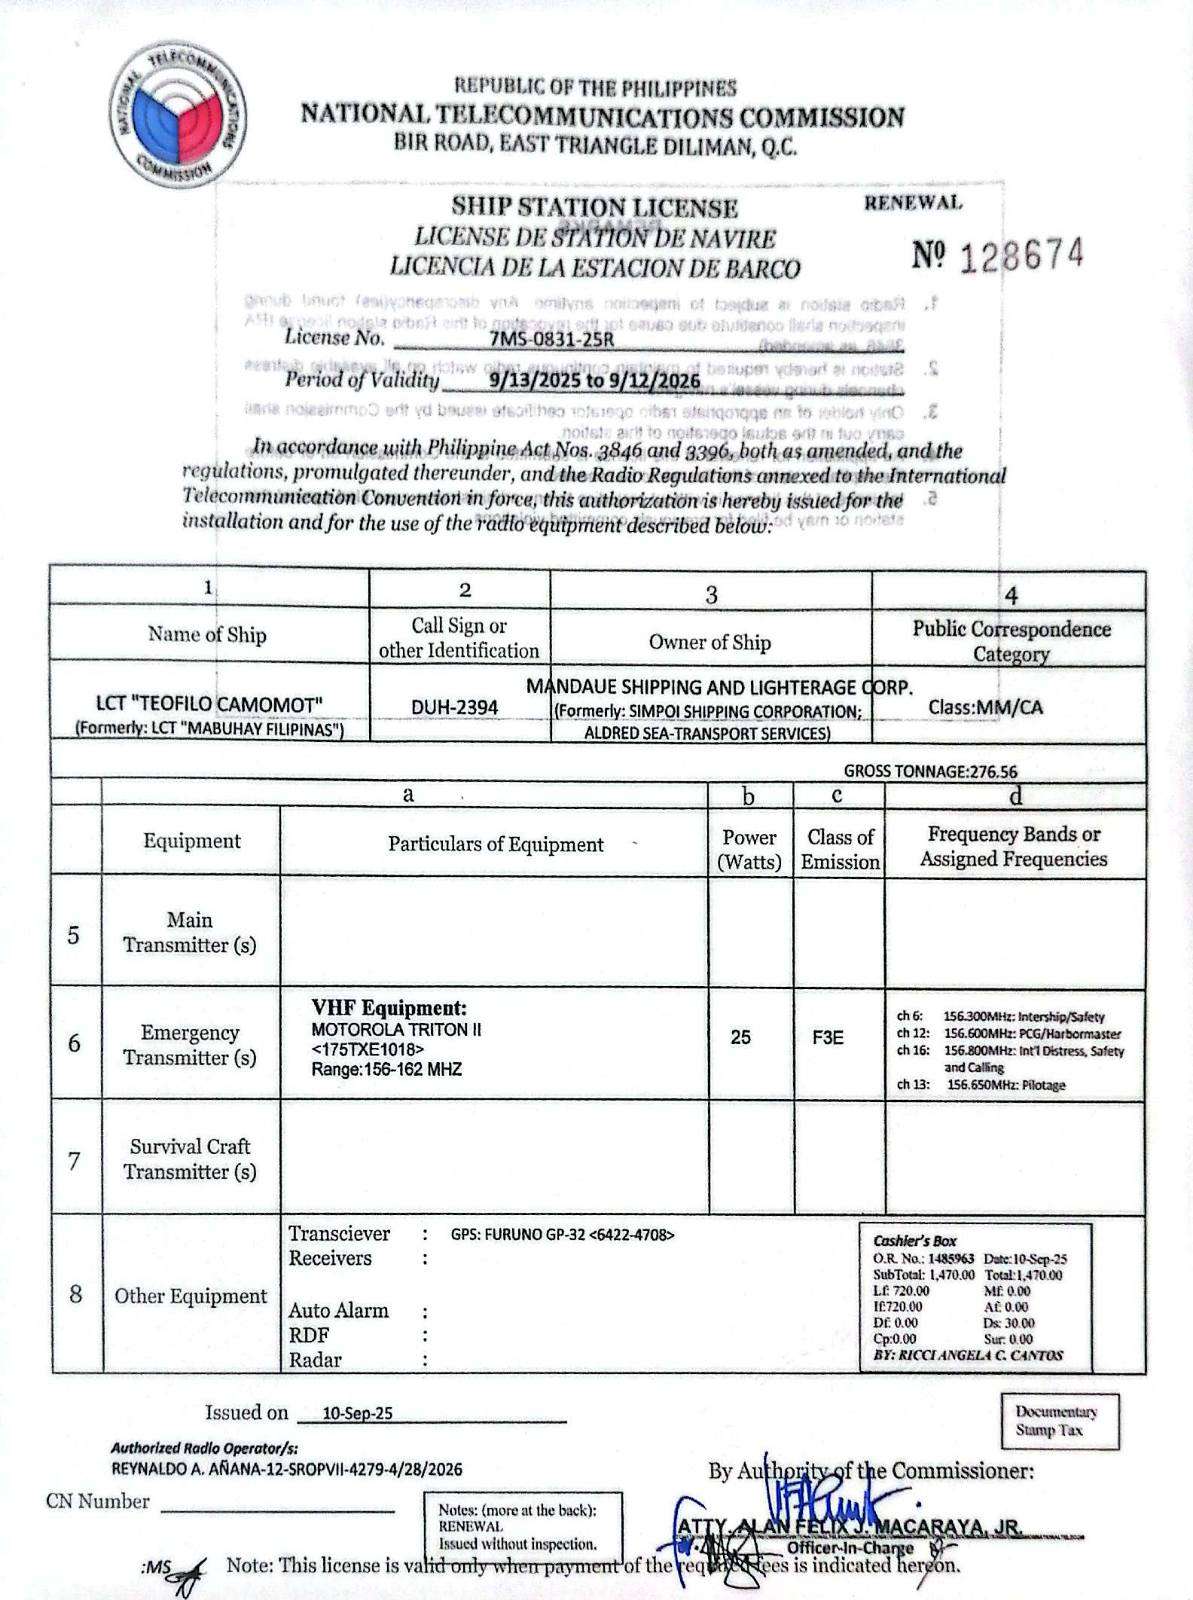 NATIONAL TELECOMMUNICATIONS COMMISSION
REPUBLIC OF THE PHILIPPINES
NATIONAL TELECOMMUNICATIONS COMMISSION
BIR ROAD, EAST TRIANGLE DILIMAN, Q.C.
SHIP STATION LICENSE
RENEWAL
LICENSE DE STATION DE NAVIRE
LICENCIA DE LA ESTACION DE BARCO
Nº 128674
License No. 7MS-0831-25R
Period of Validity 9/13/2025 to 9/12/2026
In accordance with Philippine Act Nos. 3846 and 3396, both as amended, and the
regulations, promulgated thereunder, and the Radio Regulations annexed to the International
Telecommunication Convention in force, this authorization is hereby issued for the
installation and for the use of the radio equipment described below:
1 2 3 4
Name of Ship
Call Sign or
other Identification
Owner of Ship
Public Correspondence
Category
LCT "TEOFILO CAMOMOT"
(Formerly: LCT "MABUHAY FILIPINAS")
DUH-2394
MANDAUE SHIPPING AND LIGHTERAGE CORP.
(Formerly: SIMPOI SHIPPING CORPORATION;
ALDRED SEA-TRANSPORT SERVICES)
Class:MM/CA
GROSS TONNAGE:276.56
a b c d
Equipment
Particulars of Equipment
Power
(Watts)
Class of
Emission
Frequency Bands or
Assigned Frequencies
5
Main
Transmitter (s)
6
Emergency
Transmitter (s)
VHF Equipment:
MOTOROLA TRITON II
<175TXE1018>
Range:156-162 MHZ
25
F3E
ch 6: 156.300MHz: Intership/Safety
ch 12: 156.600MHz: PCG/Harbormaster
ch 16: 156.800MHz: Int'l Distress, Safety
and Calling
ch 13: 156.650MHz: Pilotage
7
Survival Craft
Transmitter (s)
8
Other Equipment
Transciever : GPS: FURUNO GP-32 <6422-4708>
Receivers :
Auto Alarm :
RDF :
Radar :
Cashier's Box
O.R. No.: 1485963 Date:10-Sep-25
SubTotal: 1,470.00 Total:1,470.00
Lf: 720.00 Mf: 0.00
If:720.00 Af: 0.00
Df: 0.00 Ds: 30.00
Cp:0.00 Sur: 0.00
BY: RICCI ANGELA C. CANTOS
Issued on 10-Sep-25
Documentary
Stamp Tax
Authorized Radio Operator/s:
REYNALDO A. AÑANA-12-SROPVII-4279-4/28/2026
By Authority of the Commissioner:
CN Number
Notes: (more at the back):
RENEWAL
Issued without inspection.
ATTY. ALAN FELIX J. MACARAYA, JR.
Officer-In-Charge
:MS
Note: This license is valid only when payment of the required fees is indicated hereon.